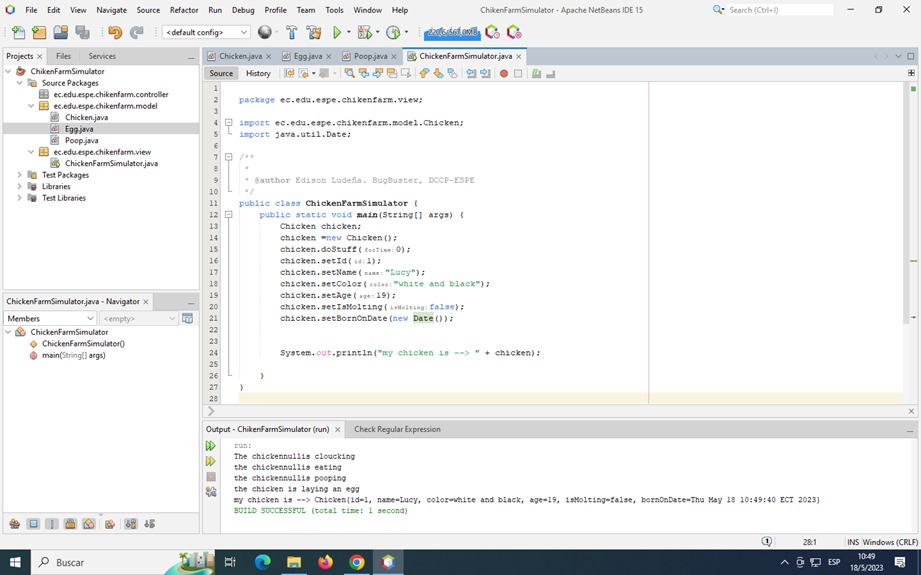 File Edit View Navigate Source Refactor Run Debug Profile Team Tools Window Help
ChikenFarmSimulator - Apache NetBeans IDE 15
Search (Ctrl+I)
<default config>
Projects Files Services
ChikenFarmSimulator
Source Packages
ec.edu.espe.chikenfarm.controller
ec.edu.espe.chikenfarm.model
Chicken.java
Egg.java
Poop.java
ec.edu.espe.chikenfarm.view
ChickenFarmSimulator.java
Test Packages
Libraries
Test Libraries
ChickenFarmSimulator.java - Navigator
Members <empty>
ChickenFarmSimulator
ChickenFarmSimulator()
main(String[] args)
Chicken.java Egg.java Poop.java ChickenFarmSimulator.java
Source History
1
2 package ec.edu.espe.chikenfarm.view;
3
4 import ec.edu.espe.chikenfarm.model.Chicken;
5 import java.util.Date;
6
7 /**
8 *
9 * @author Edison Ludeña. BugBuster, DCCP-ESPE
10 */
11 public class ChickenFarmSimulator {
12 public static void main(String[] args) {
13 Chicken chicken;
14 chicken =new Chicken();
15 chicken.doStuff(forTime:0);
16 chicken.setId(id:1);
17 chicken.setName(name:"Lucy");
18 chicken.setColor(color:"white and black");
19 chicken.setAge(age:19);
20 chicken.setIsMolting(isMolting:false);
21 chicken.setBornOnDate(new Date());
22
23
24 System.out.println("my chicken is --> " + chicken);
25
26 }
27 }
28
Output - ChikenFarmSimulator (run) Check Regular Expression
run:
The chickennullis cloucking
the chickennullis eating
the chickennullis pooping
the chicken is laying an egg
my chicken is --> Chicken{id=1, name=Lucy, color=white and black, age=19, isMolting=false, bornOnDate=Thu May 18 10:49:40 ECT 2023}
BUILD SUCCESSFUL (total time: 1 second)
28:1 INS Windows (CRLF)
Buscar
ESP
10:49
18/5/2023